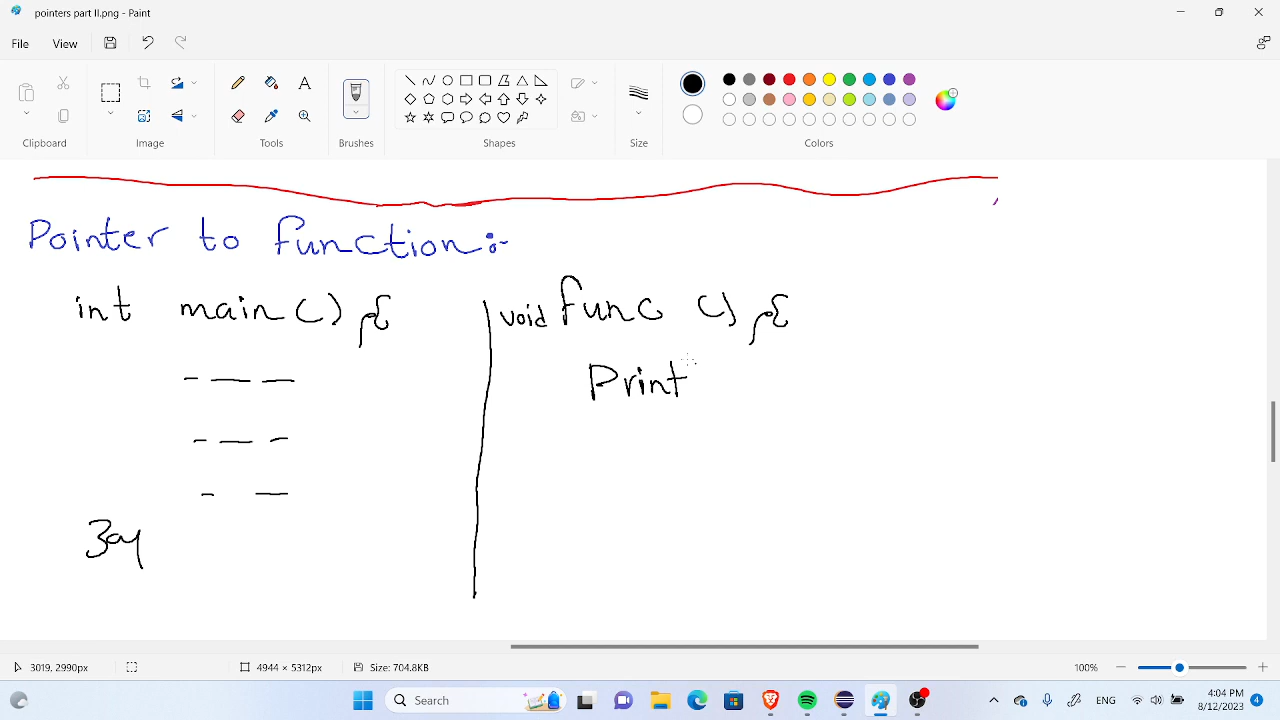 pointers part II.png - Paint
File View
Clipboard Image Tools Brushes Shapes Size Colors
Pointer to function:-
int main() {
void func () {
Print
3019, 2990px 4944 × 5312px Size: 704.8KB 100%
Search ENG 4:04 PM
8/12/2023